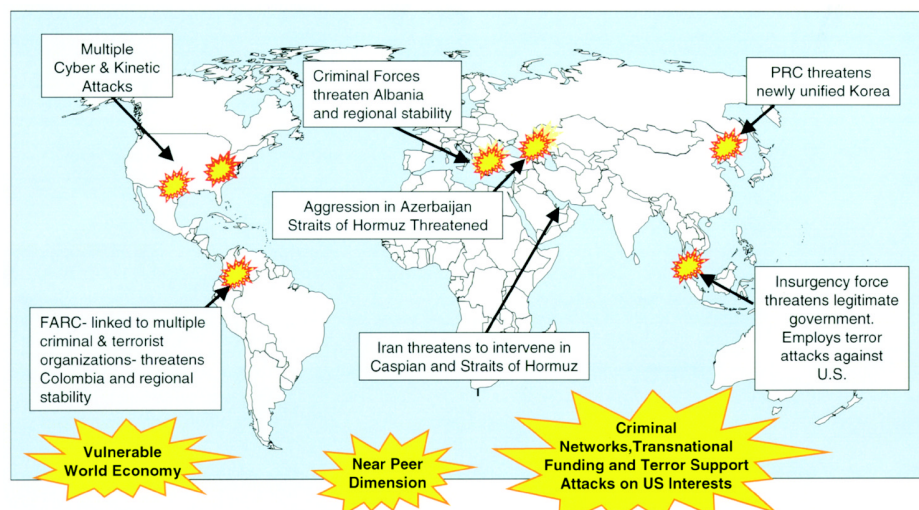 Multiple
Cyber & Kinetic
Attacks
Criminal Forces
threaten Albania
and regional stability
PRC threatens
newly unified Korea
Aggression in Azerbaijan
Straits of Hormuz Threatened
FARC- linked to multiple
criminal & terrorist
organizations- threatens
Colombia and regional
stability
Iran threatens to intervene in
Caspian and Straits of Hormuz
Insurgency force
threatens legitimate
government.
Employs terror
attacks against
U.S.
Vulnerable
World Economy
Near Peer
Dimension
Criminal
Networks,Transnational
Funding and Terror Support
Attacks on US Interests